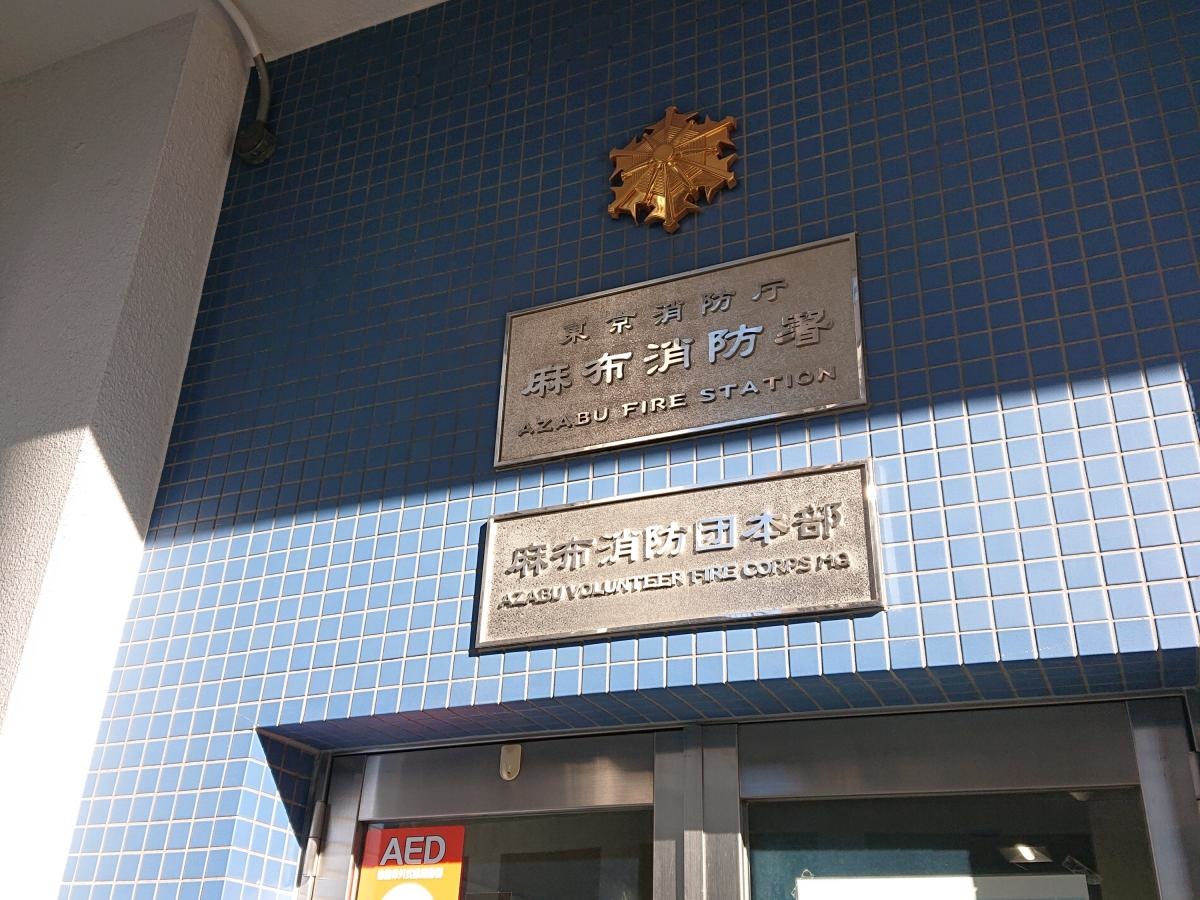 東京消防庁
麻布消防署
AZABU FIRE STATION
麻布消防団本部
AZABU VOLUNTEER FIRE CORPS HQ
AED